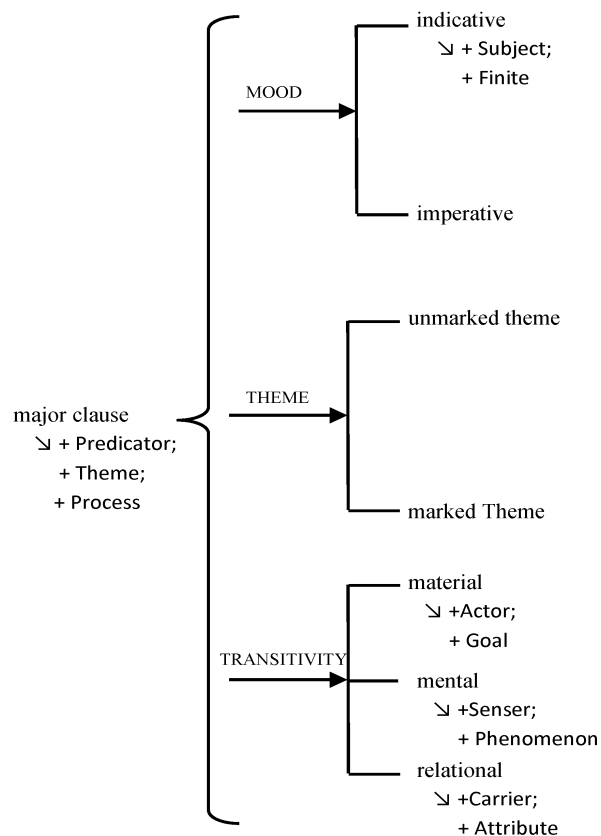 indicative
↘ + Subject;
+ Finite
MOOD
imperative
unmarked theme
THEME
major clause
↘ + Predicator;
+ Theme;
+ Process
marked Theme
material
↘ +Actor;
+ Goal
TRANSITIVITY
mental
↘ +Senser;
+ Phenomenon
relational
↘ +Carrier;
+ Attribute